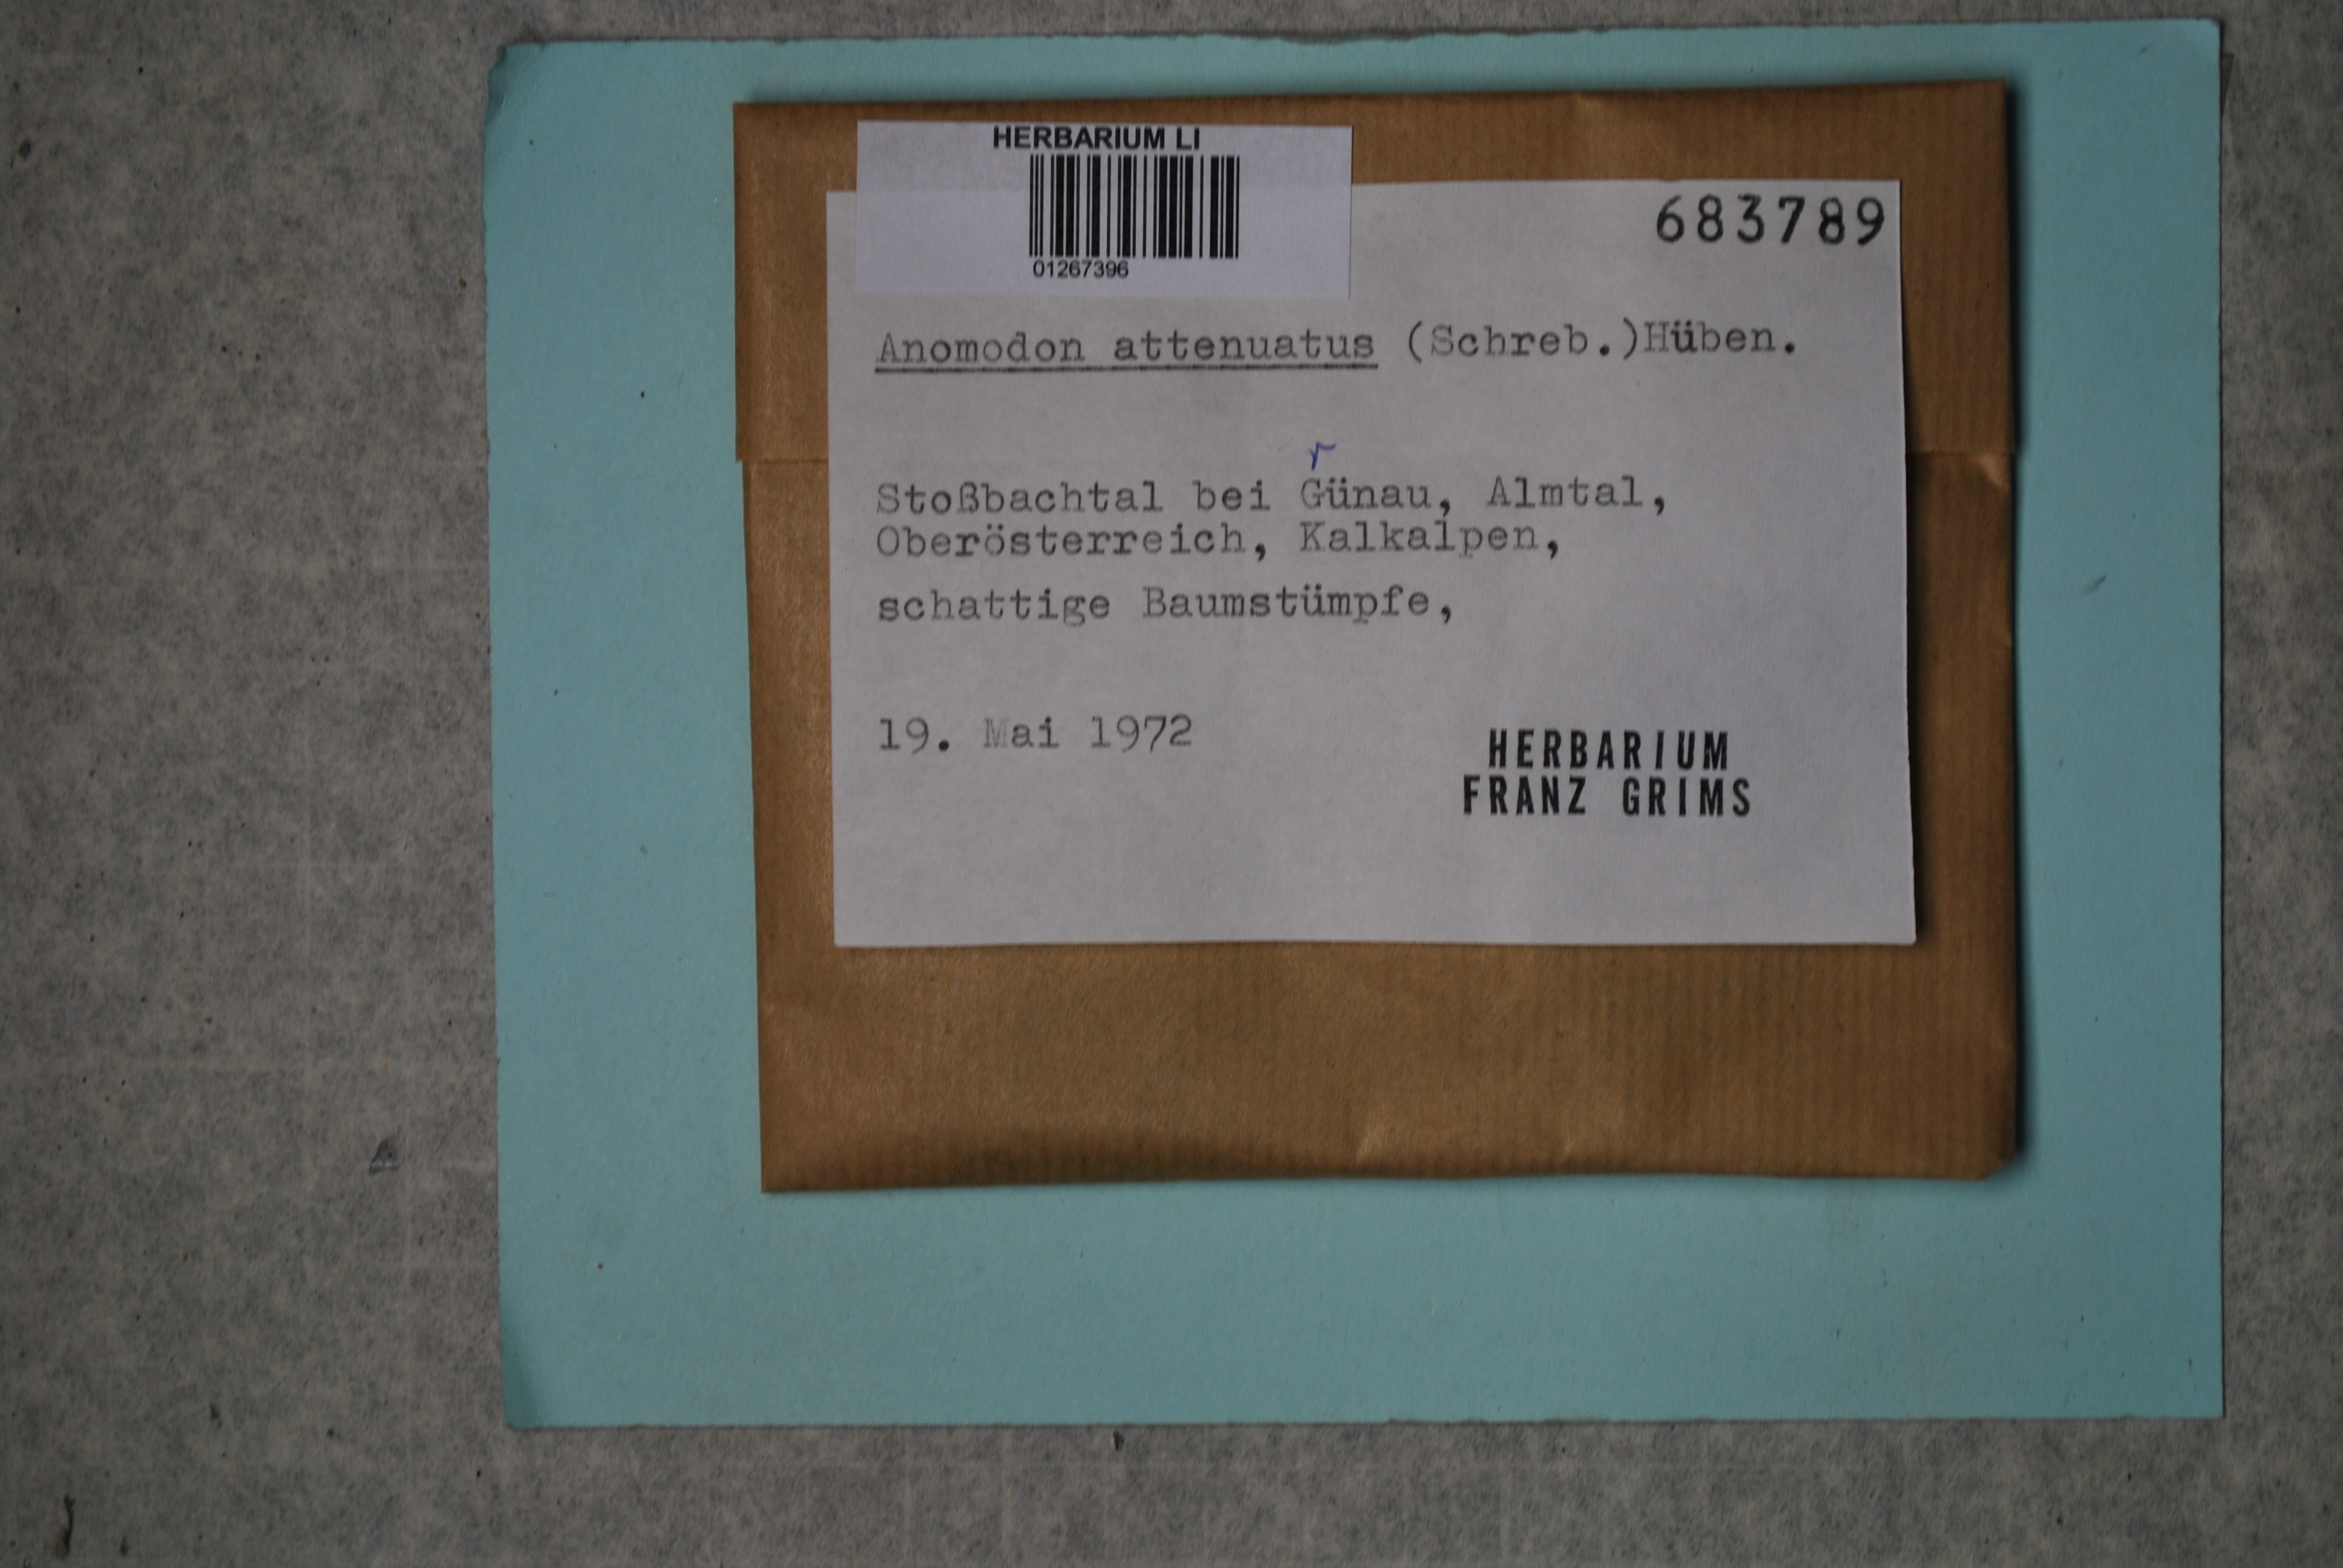 HERBARIUM LI
01267396
683789
Anomodon attenuatus (Schreb.)Hüben.
r
Stoßbachtal bei Günau, Almtal,
Oberösterreich, Kalkalpen,
schattige Baumstümpfe,
19. Mai 1972
HERBARIUM
FRANZ GRIMS